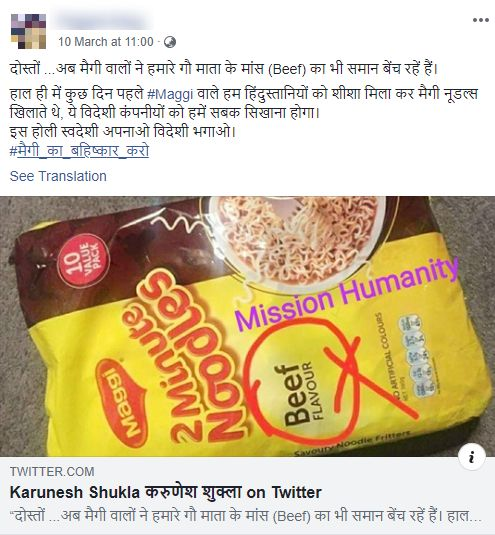 10 March at 11:00
दोस्तों ...अब मैगी वालों ने हमारे गौ माता के मांस (Beef) का भी समान बेंच रहें हैं।
हाल ही में कुछ दिन पहले #Maggi वाले हम हिंदुस्तानियों को शीशा मिला कर मैगी नूडल्स
खिलाते थे, ये विदेशी कंपनीयों को हमें सबक सिखाना होगा।
इस होली स्वदेशी अपनाओ विदेशी भगाओ।
#मैगी_का_बहिष्कार_करो
See Translation
10
VALUE
PACK
Maggi
2 Minute
Noodles
Mission Humanity
Beef
FLAVOUR
NO ARTIFICIAL COLOURS
Savoury Noodle Fritters
TWITTER.COM
Karunesh Shukla करुणेश शुक्ला on Twitter
“दोस्तों ...अब मैगी वालों ने हमारे गौ माता के मांस (Beef) का भी समान बेंच रहें हैं। हाल...